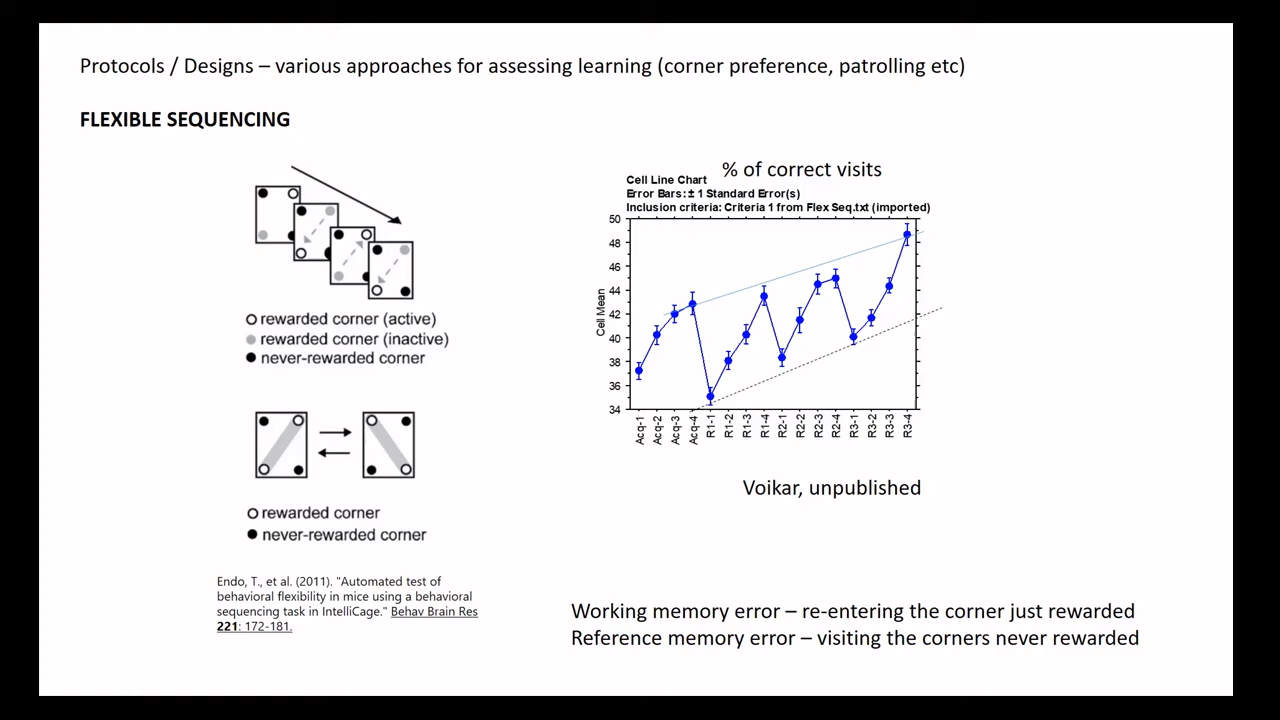 Protocols / Designs – various approaches for assessing learning (corner preference, patrolling etc)
FLEXIBLE SEQUENCING
rewarded corner (active)
rewarded corner (inactive)
never-rewarded corner
rewarded corner
never-rewarded corner
Endo, T., et al. (2011). "Automated test of
behavioral flexibility in mice using a behavioral
sequencing task in IntelliCage." Behav Brain Res
221: 172-181.
% of correct visits
Cell Line Chart
Error Bars: ± 1 Standard Error(s)
Inclusion criteria: Criteria 1 from Flex Seq.txt (imported)
50
48
46
44
42
40
38
36
34
Cell Mean
Acq-1
Acq-2
Acq-3
Acq-4
R1-1
R1-2
R1-3
R1-4
R2-1
R2-2
R2-3
R2-4
R3-1
R3-2
R3-3
R3-4
Voikar, unpublished
Working memory error – re-entering the corner just rewarded
Reference memory error – visiting the corners never rewarded